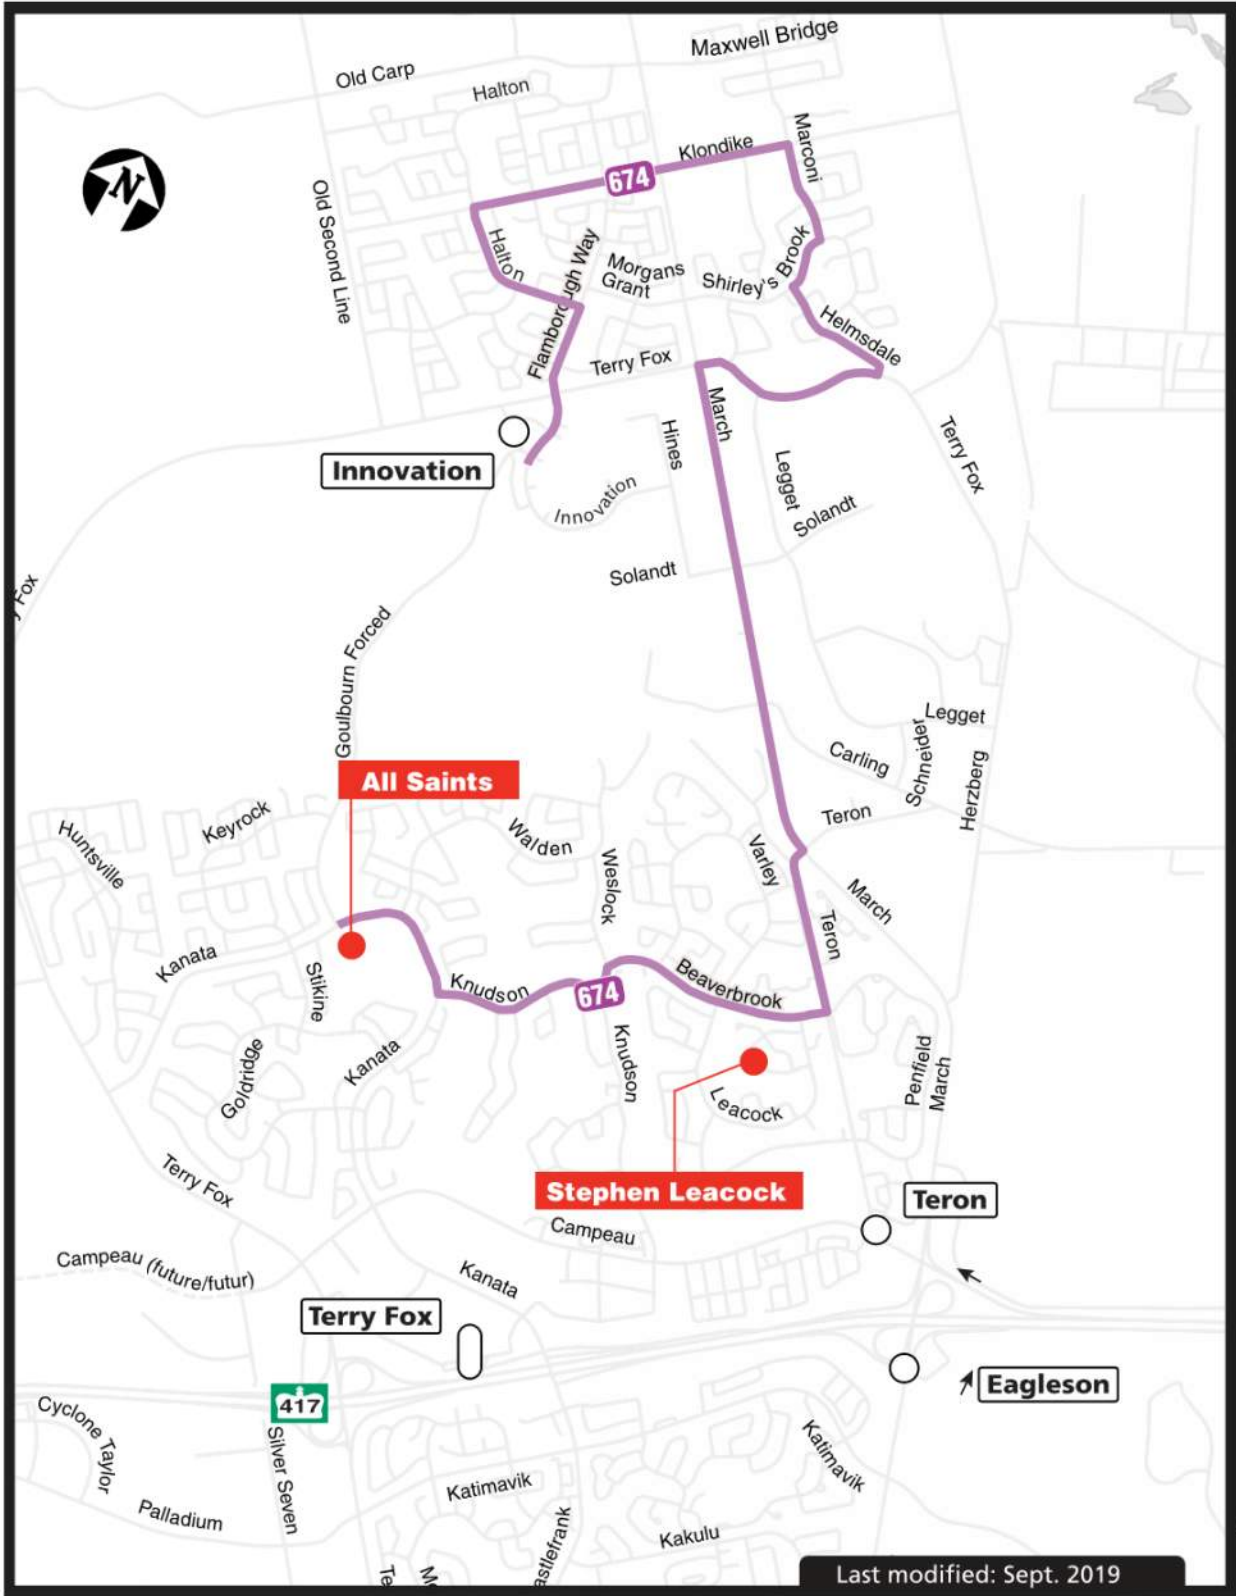 Maxwell Bridge
Old Carp
Halton
Marconi
Klondike
674
N
Old Second Line
Halton
Flamborough Way
Morgans
Grant
Shirley's Brook
Helmsdale
Terry Fox
March
Hines
Legget
Terry Fox
Innovation
Innovation
Solandt
Solandt
y Fox
Goulbourn Forced
Legget
Schneider
Carling
Herzberg
All Saints
Keyrock
Huntsville
Walden
Teron
Varley
Weslock
March
Teron
Kanata
Stikine
Knudson
674
Beaverbrook
Knudson
Kanata
Goldridge
Penfield
March
Leacock
Terry Fox
Stephen Leacock
Teron
Campeau
Campeau (future/futur)
Kanata
Terry Fox
Eagleson
417
Cyclone Taylor
Silver Seven
Katimavik
Katimavik
Palladium
astlefrank
Kakulu
Te
Mc
Last modified: Sept. 2019